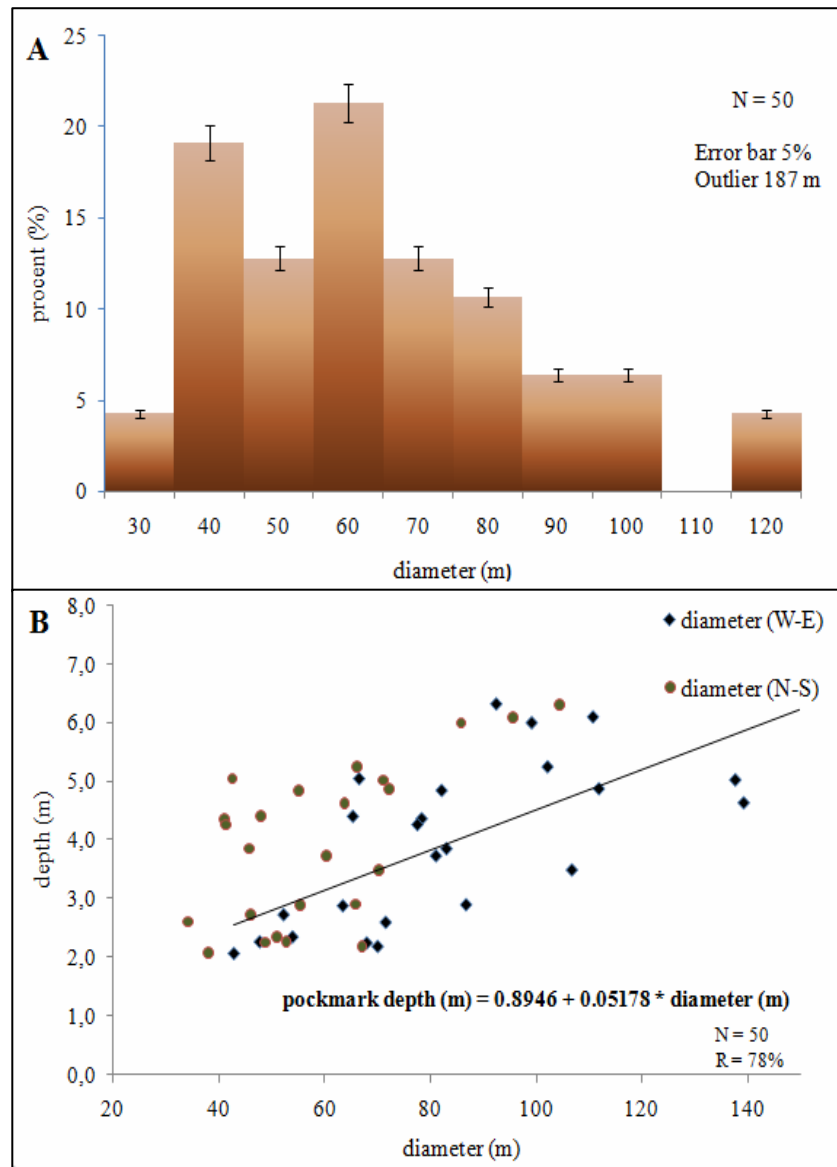 A
N = 50
Error bar 5%
Outlier 187 m
25
20
15
10
5
0
procent (%)
30 40 50 60 70 80 90 100 110 120
diameter (m)
B
diameter (W-E)
diameter (N-S)
8,0
7,0
6,0
5,0
4,0
3,0
2,0
1,0
0,0
depth (m)
pockmark depth (m) = 0.8946 + 0.05178 * diameter (m)
N = 50
R = 78%
20 40 60 80 100 120 140
diameter (m)